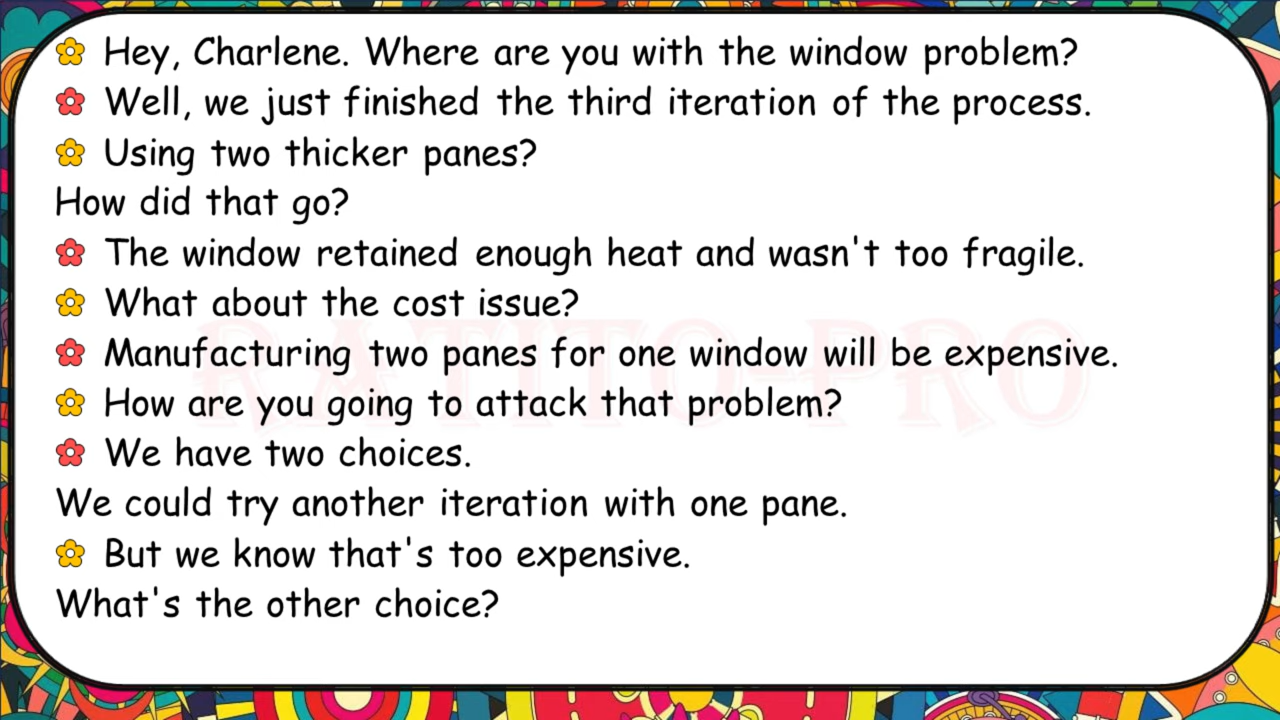 Hey, Charlene. Where are you with the window problem?
Well, we just finished the third iteration of the process.
Using two thicker panes?
How did that go?
The window retained enough heat and wasn't too fragile.
What about the cost issue?
RATITO-PRO
Manufacturing two panes for one window will be expensive.
How are you going to attack that problem?
We have two choices.
We could try another iteration with one pane.
But we know that's too expensive.
What's the other choice?